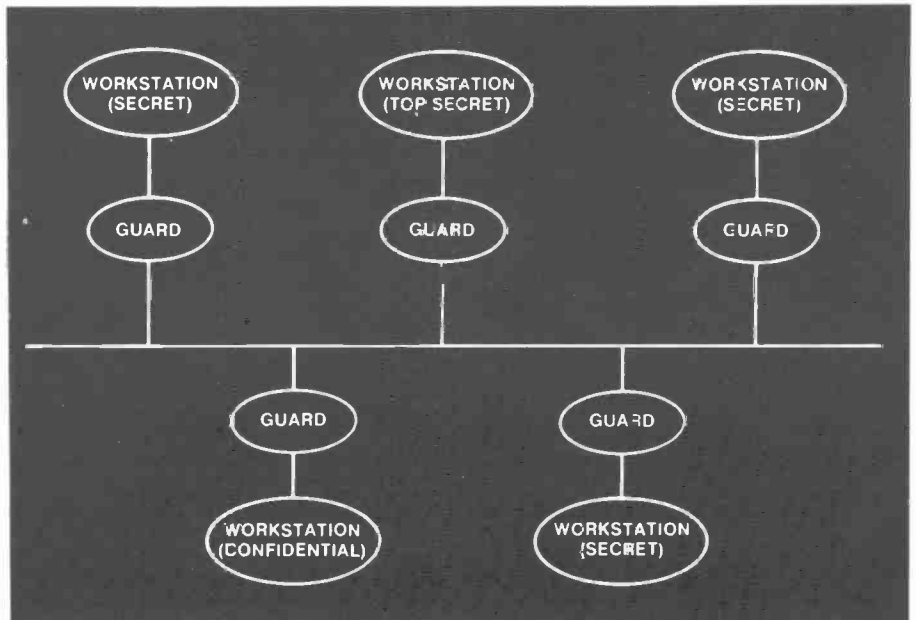 WORKSTATION
(SECRET)
WORKSTATION
(TOP SECRET)
WORKSTATION
(SECRET)
GUARD
GUARD
GUARD
GUARD
GUARD
WORKSTATION
(CONFIDENTIAL)
WORKSTATION
(SECRET)